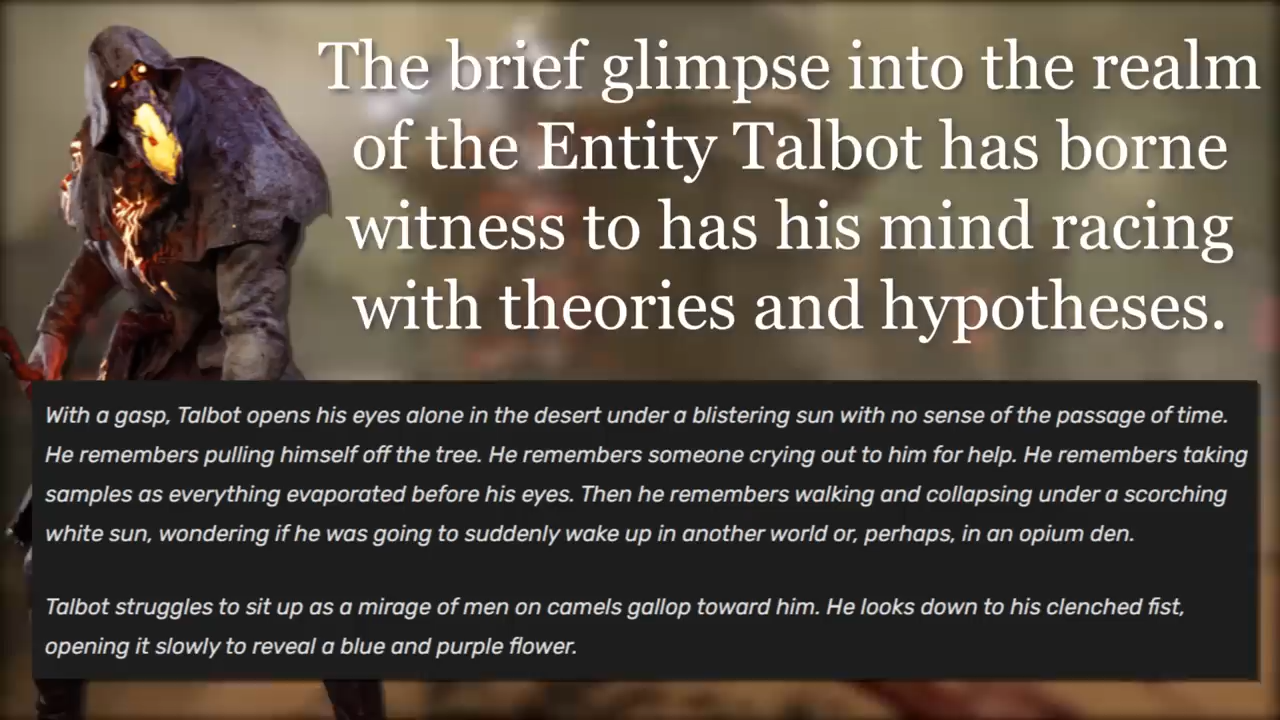 The brief glimpse into the realm
of the Entity Talbot has borne
witness to has his mind racing
with theories and hypotheses.
With a gasp, Talbot opens his eyes alone in the desert under a blistering sun with no sense of the passage of time.
He remembers pulling himself off the tree. He remembers someone crying out to him for help. He remembers taking
samples as everything evaporated before his eyes. Then he remembers walking and collapsing under a scorching
white sun, wondering if he was going to suddenly wake up in another world or, perhaps, in an opium den.
Talbot struggles to sit up as a mirage of men on camels gallop toward him. He looks down to his clenched fist,
opening it slowly to reveal a blue and purple flower.